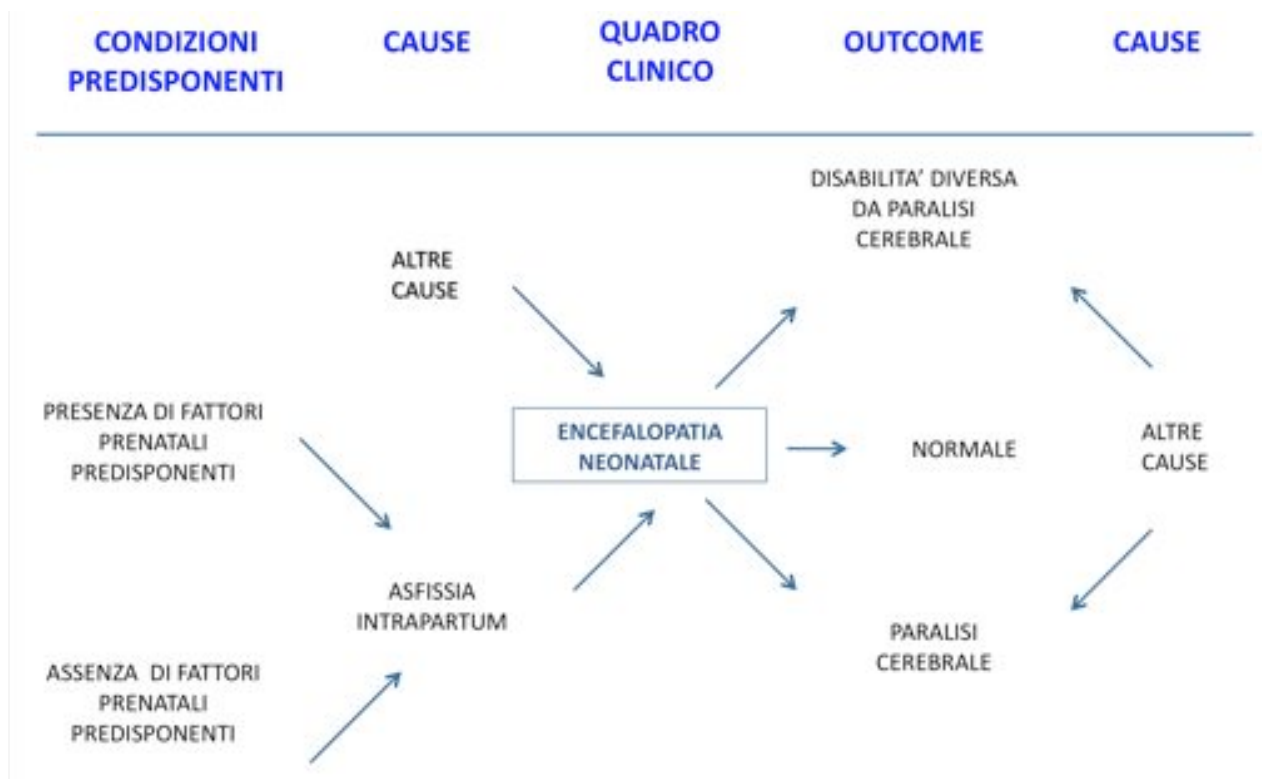 CONDIZIONI
PREDISPONENTI
CAUSE
QUADRO
CLINICO
OUTCOME
CAUSE
DISABILITA' DIVERSA
DA PARALISI
CEREBRALE
ALTRE
CAUSE
PRESENZA DI FATTORI
PRENATALI
PREDISPONENTI
ENCEFALOPATIA
NEONATALE
NORMALE
ALTRE
CAUSE
ASFISSIA
INTRAPARTUM
PARALISI
CEREBRALE
ASSENZA DI FATTORI
PRENATALI
PREDISPONENTI